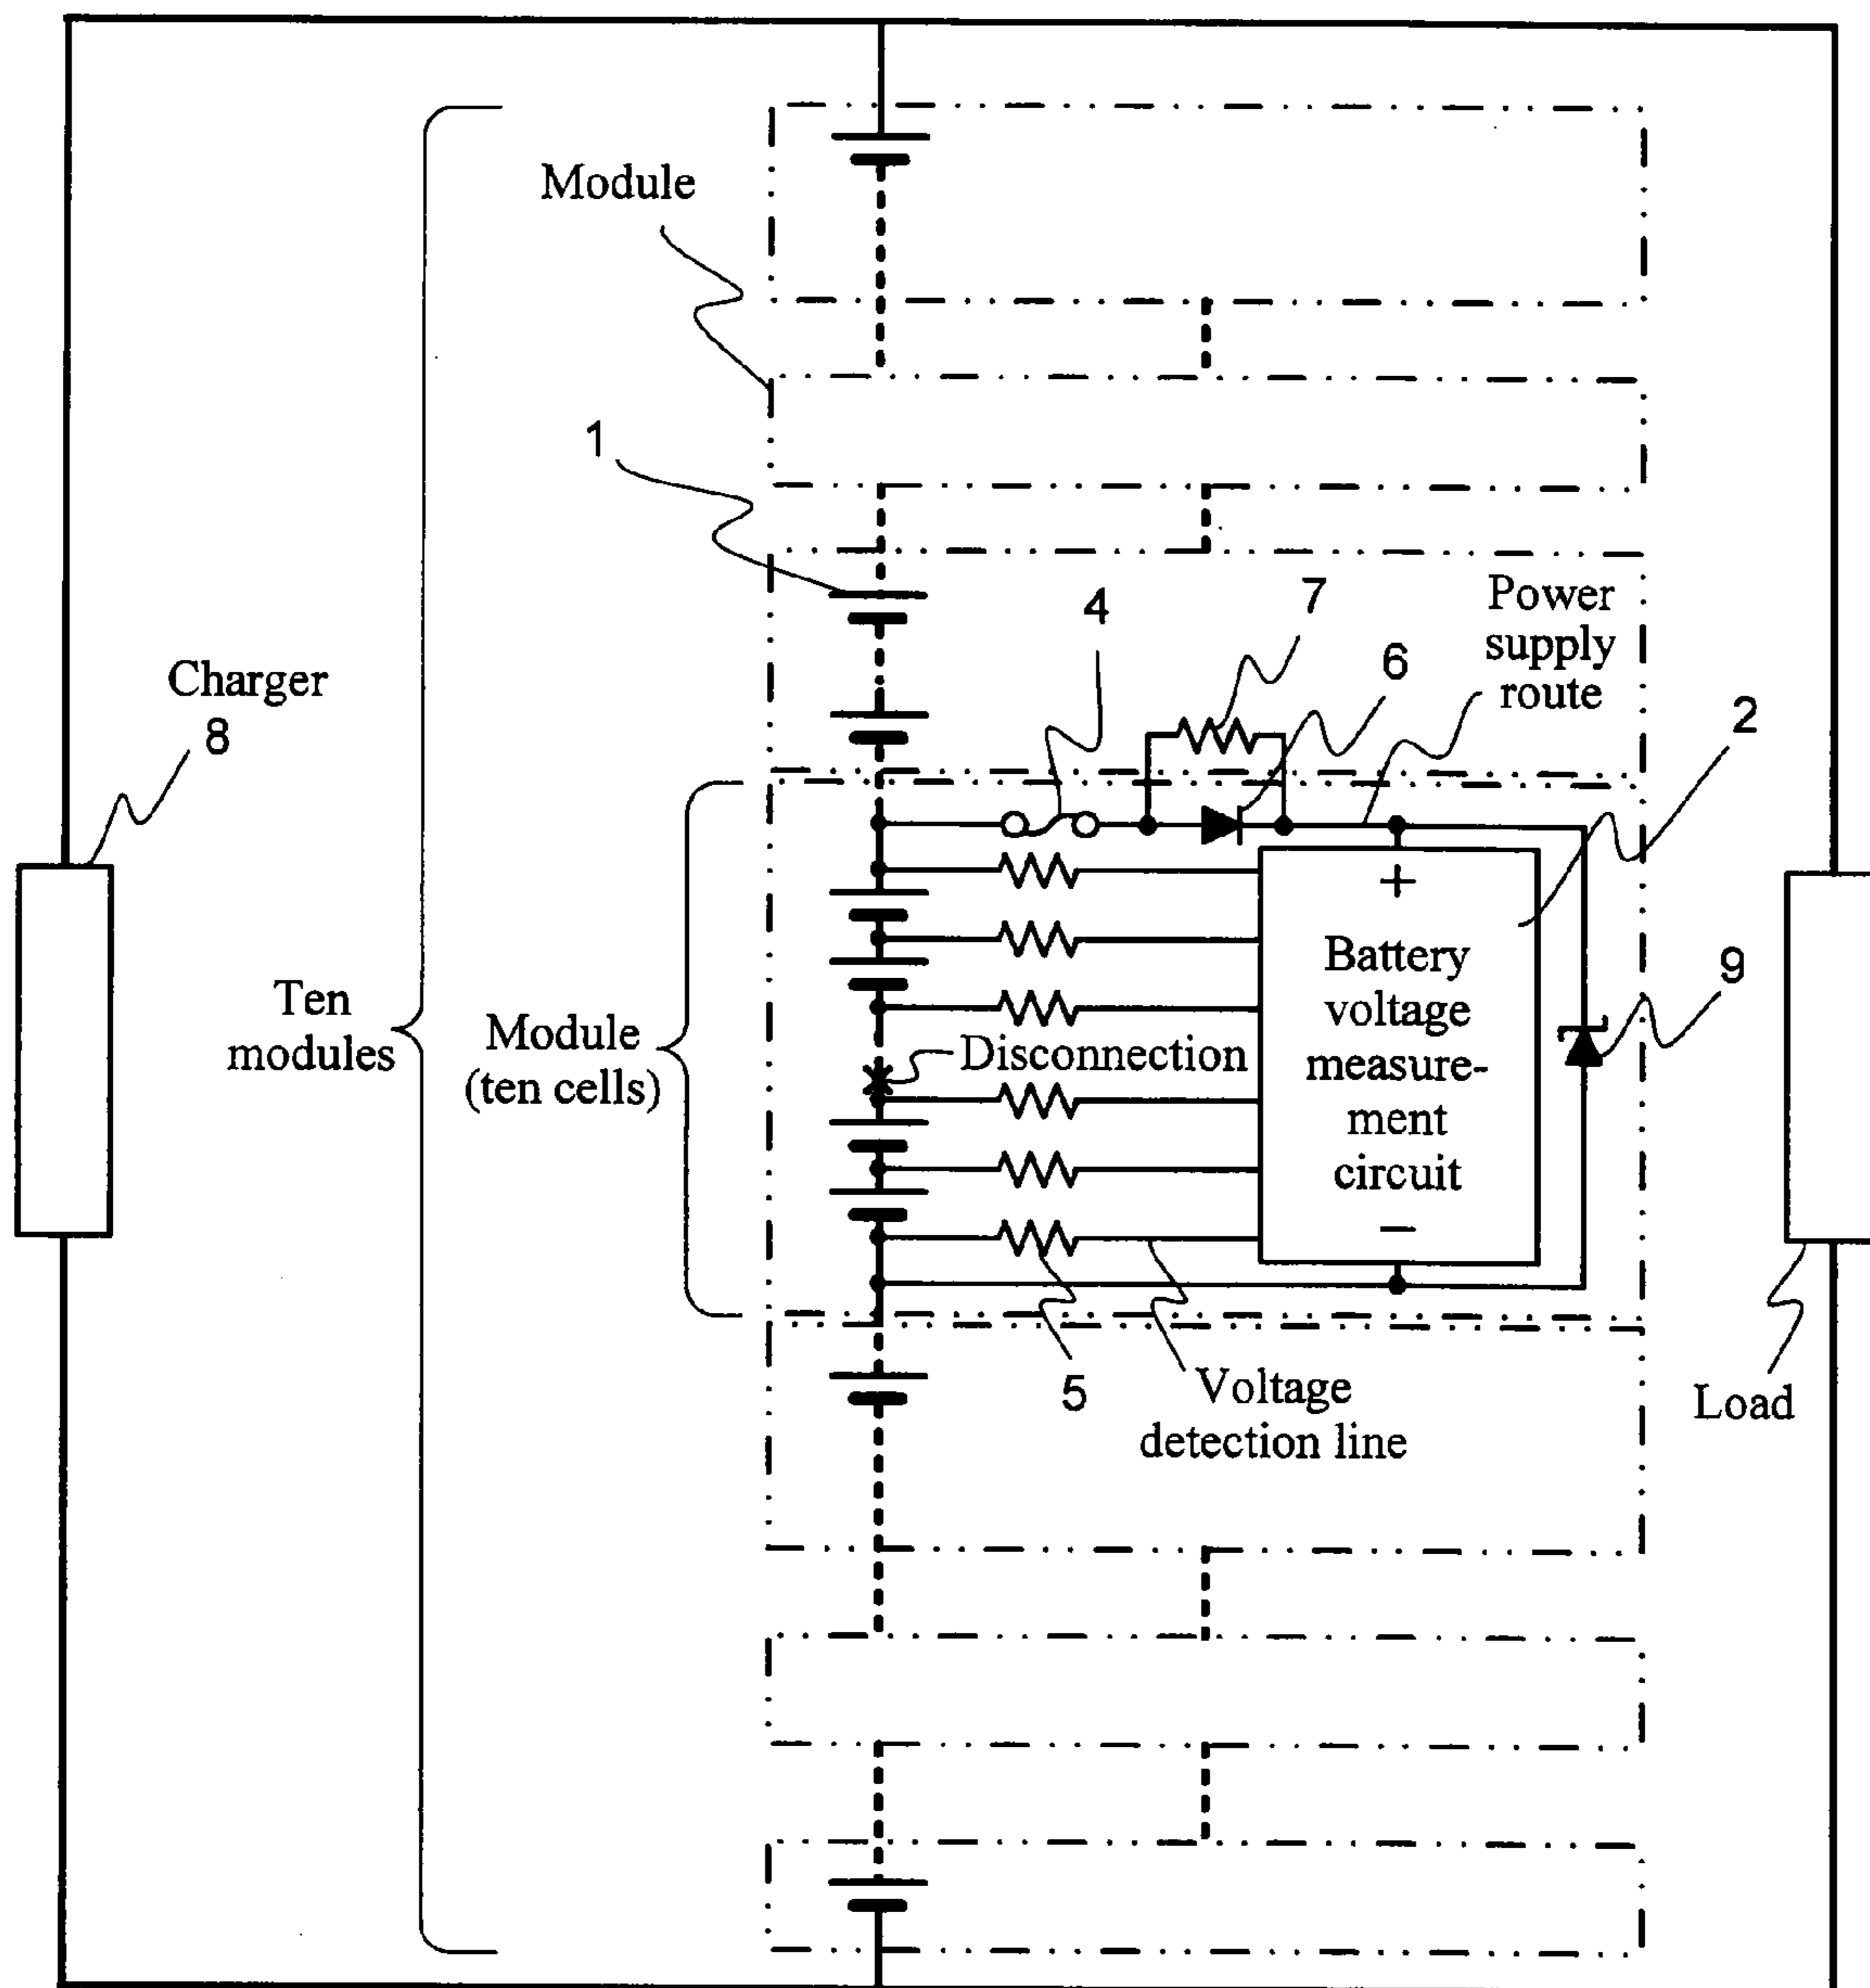 Module
1
Charger
8
4
7
6
Power
supply
route
2
+
Battery
voltage
measure-
ment
circuit
−
9
Ten
modules
Module
(ten cells)
Disconnection
5
Voltage
detection line
Load